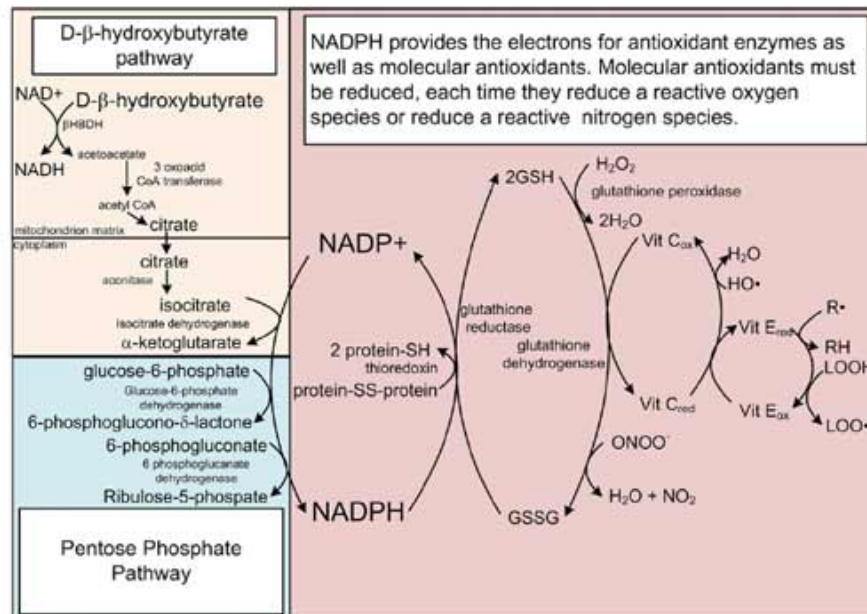 D-β-hydroxybutyrate
pathway
NAD+
D-β-hydroxybutyrate
βHBDH
NADH
acetoacetate
3 oxoacid
CoA transferase
acetyl CoA
citrate
mitochondrion matrix
cytoplasm
citrate
aconitase
isocitrate
Isocitrate dehydrogenase
α-ketoglutarate
glucose-6-phosphate
Glucose-6-phosphate
dehydrogenase
6-phosphoglucono-δ-lactone
6-phosphogluconate
6 phosphoglucanate
dehydrogenase
Ribulose-5-phospate
Pentose Phosphate
Pathway
NADPH provides the electrons for antioxidant enzymes as
well as molecular antioxidants. Molecular antioxidants must
be reduced, each time they reduce a reactive oxygen
species or reduce a reactive nitrogen species.
NADP+
NADPH
2 protein-SH
thioredoxin
protein-SS-protein
glutathione
reductase
2GSH
GSSG
H₂O₂
glutathione peroxidase
2H₂O
glutathione
dehydrogenase
ONOO⁻
H₂O + NO₂
Vit Cox
Vit Cred
H₂O
HO•
Vit Ered
Vit Eox
R•
RH
LOOH
LOO•